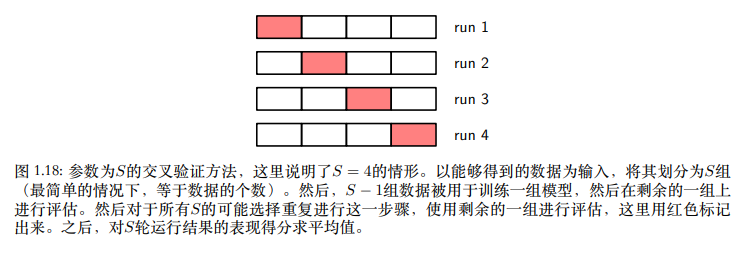 run 1
run 2
run 3
run 4
图 1.18: 参数为S的交叉验证方法，这里说明了S = 4的情形。以能够得到的数据为输入，将其划分为S组
（最简单的情况下，等于数据的个数）。然后，S − 1组数据被用于训练一组模型，然后在剩余的一组上
进行评估。然后对于所有S的可能选择重复进行这一步骤，使用剩余的一组进行评估，这里用红色标记
出来。之后，对S轮运行结果的表现得分求平均值。